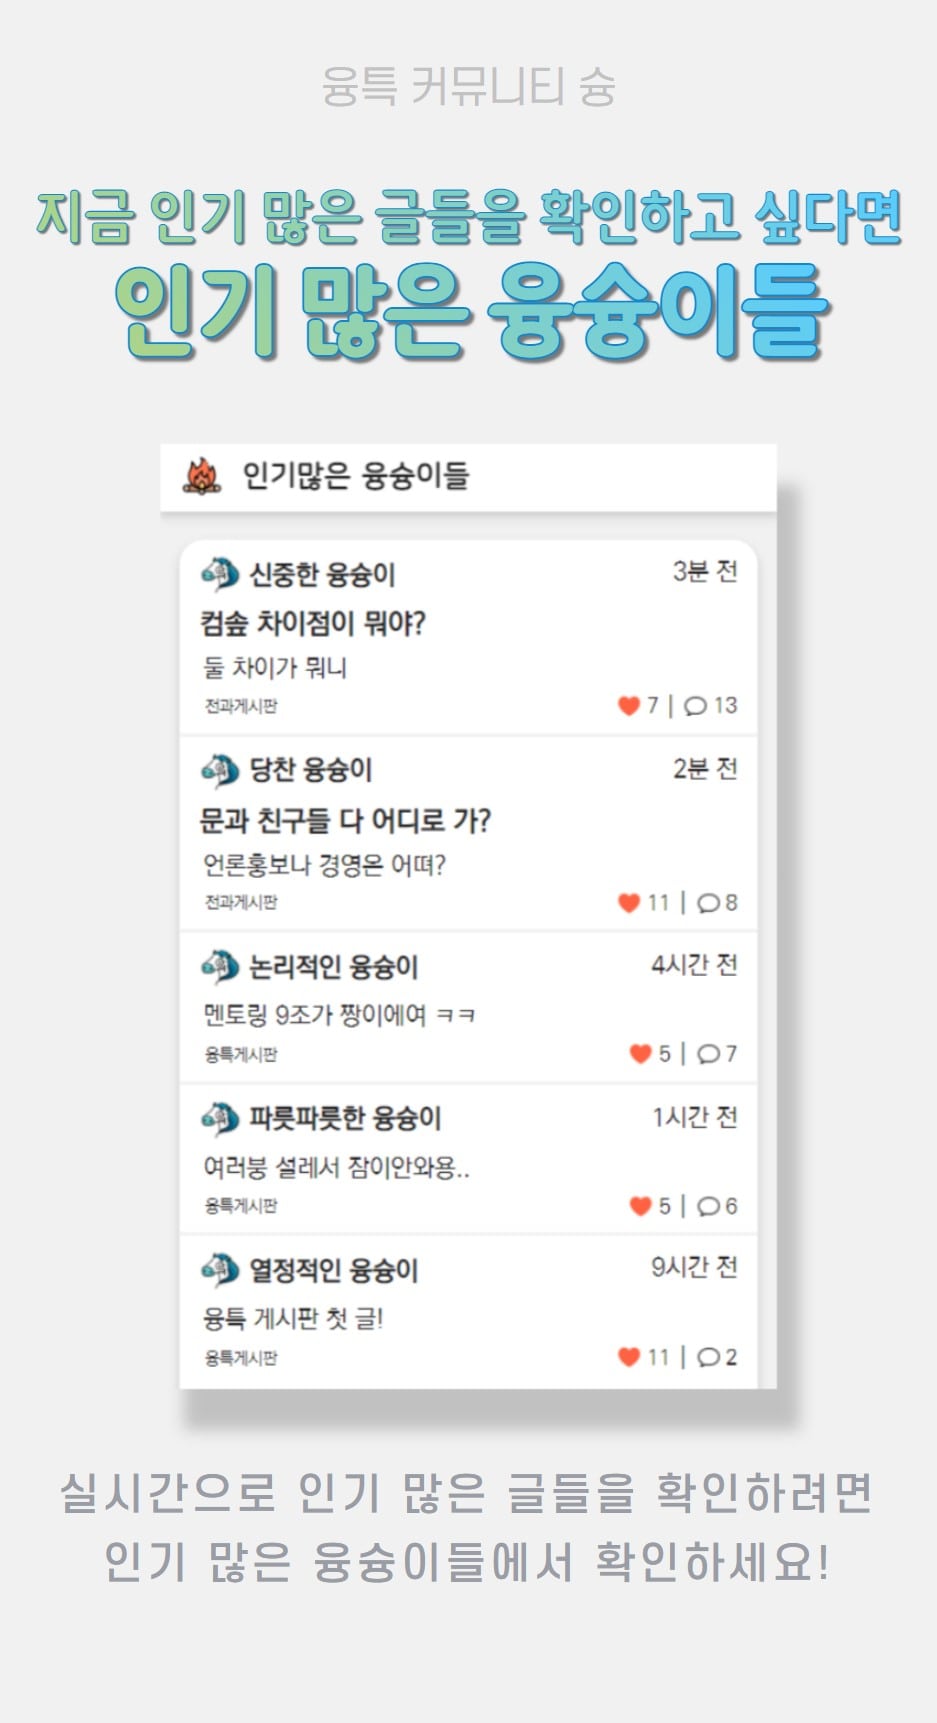 융특 커뮤니티 슝
지금 인기 많은 글들을 확인하고 싶다면
인기 많은 융슝이들
인기많은 융슝이들
신중한 융슝이 3분 전
컴솦 차이점이 뭐야?
둘 차이가 뭐니
전과게시판 7 | 13
당찬 융슝이 2분 전
문과 친구들 다 어디로 가?
언론홍보나 경영은 어뗘?
전과게시판 11 | 8
논리적인 융슝이 4시간 전
멘토링 9조가 짱이에여 ㅋㅋ
융특게시판 5 | 7
파릇파릇한 융슝이 1시간 전
여러붕 설레서 잠이안와용..
융특게시판 5 | 6
열정적인 융슝이 9시간 전
융특 게시판 첫 글!
융특게시판 11 | 2
실시간으로 인기 많은 글들을 확인하려면
인기 많은 융슝이들에서 확인하세요!